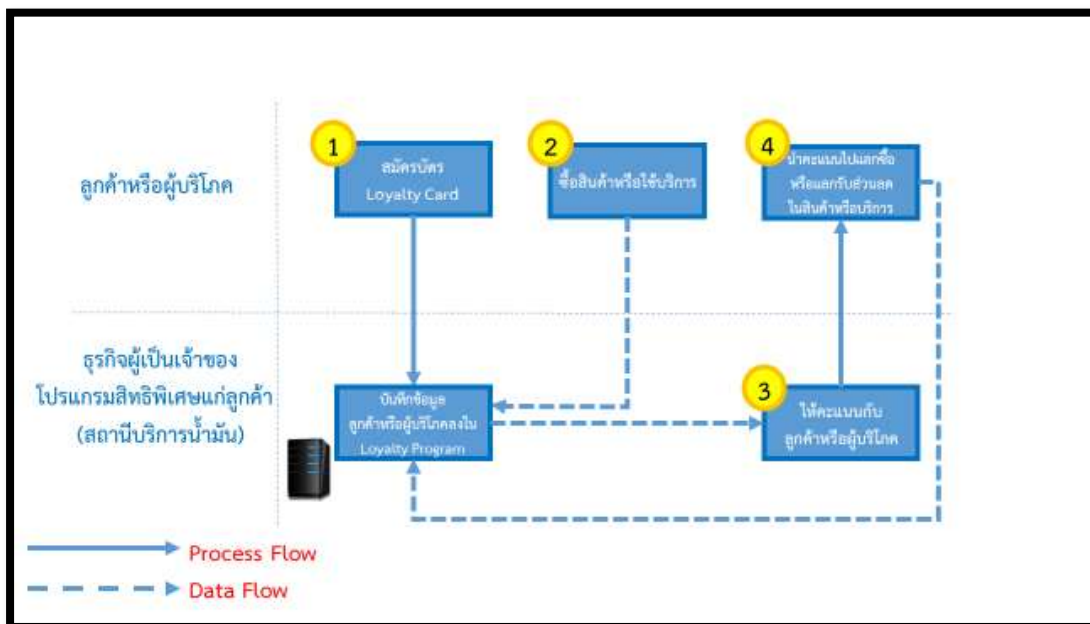 1
สมัครบัตร
Loyalty Card
2
ซื้อสินค้าหรือใช้บริการ
4
นำคะแนนไปแลกซื้อ
หรือแลกรับส่วนลด
ในสินค้าหรือบริการ
ลูกค้าหรือผู้บริโภค
ธุรกิจผู้เป็นเจ้าของ
โปรแกรมสิทธิพิเศษแก่ลูกค้า
(สถานีบริการน้ำมัน)
บันทึกข้อมูล
ลูกค้าหรือผู้บริโภคลงใน
Loyalty Program
3
ให้คะแนนกับ
ลูกค้าหรือผู้บริโภค
Process Flow
Data Flow